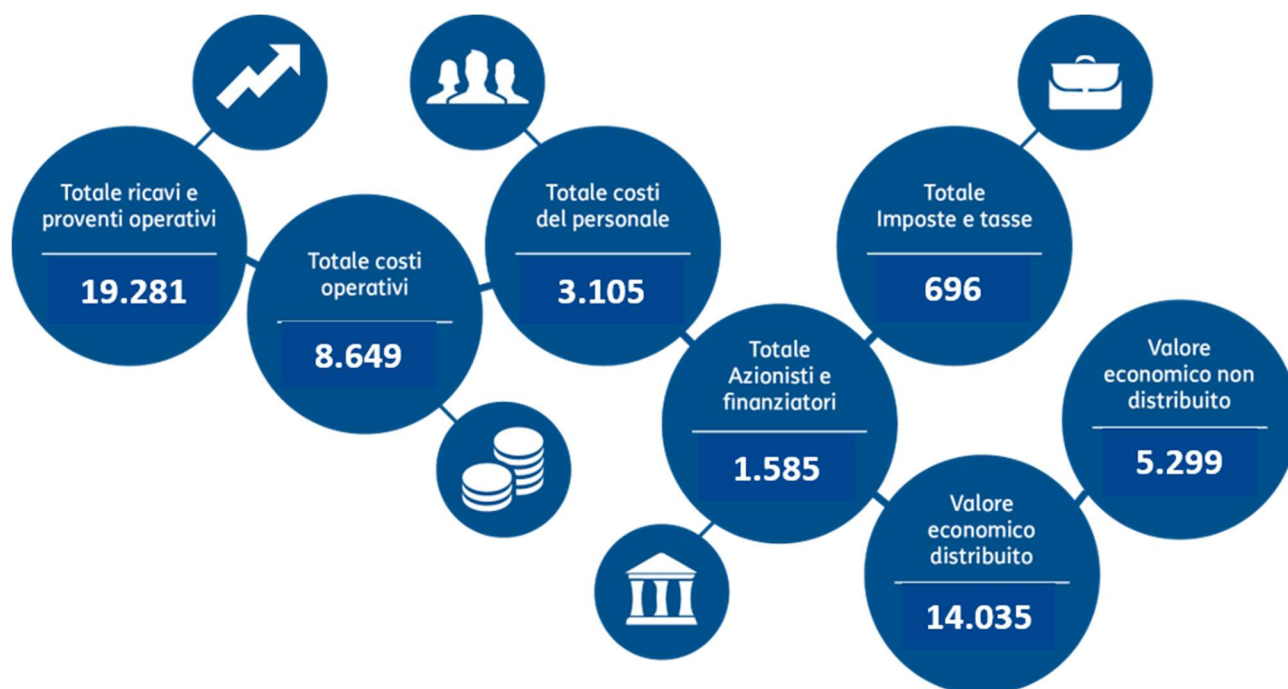 Totale ricavi e
proventi operativi
19.281
Totale costi
operativi
8.649
Totale costi
del personale
3.105
Totale
Azionisti e
finanziatori
1.585
Totale
Imposte e tasse
696
Valore
economico
distribuito
14.035
Valore
economico non
distribuito
5.299